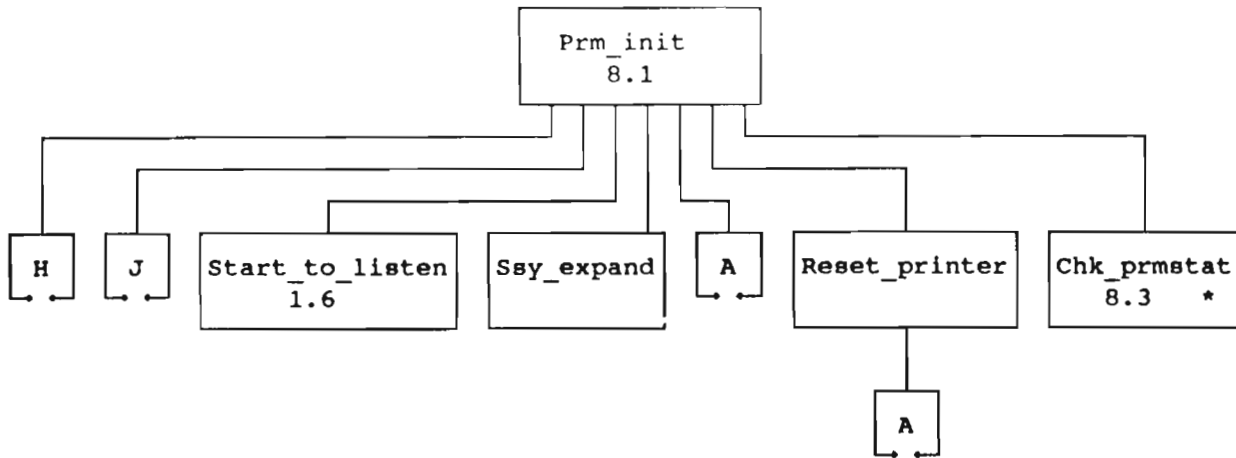 Prm_init
8.1
H
J
Start_to_listen
1.6
Ssy_expand
A
Reset_printer
Chk_prmstat
8.3 *
A